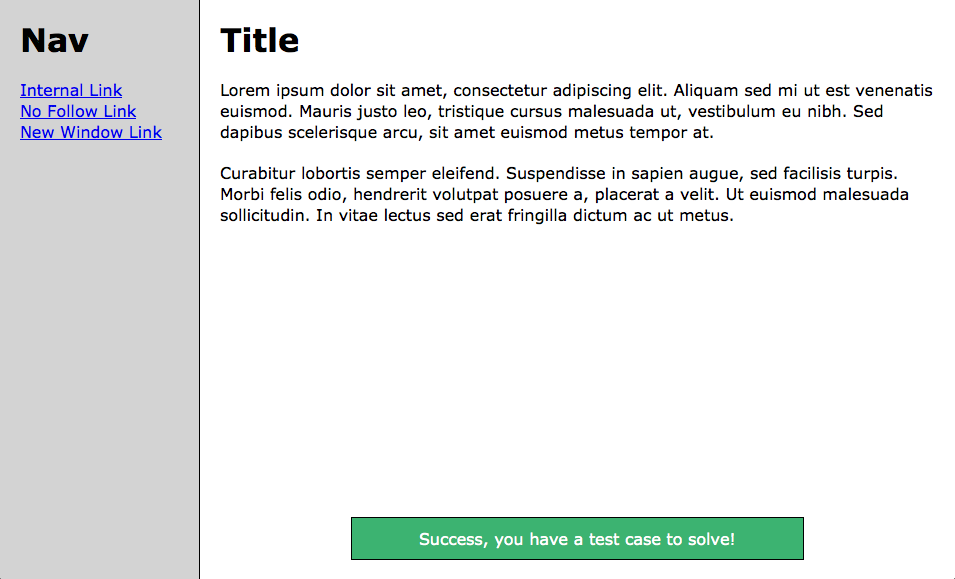 Nav
Internal Link
No Follow Link
New Window Link
Title
Lorem ipsum dolor sit amet, consectetur adipiscing elit. Aliquam sed mi ut est venenatis
euismod. Mauris justo leo, tristique cursus malesuada ut, vestibulum eu nibh. Sed
dapibus scelerisque arcu, sit amet euismod metus tempor at.
Curabitur lobortis semper eleifend. Suspendisse in sapien augue, sed facilisis turpis.
Morbi felis odio, hendrerit volutpat posuere a, placerat a velit. Ut euismod malesuada
sollicitudin. In vitae lectus sed erat fringilla dictum ac ut metus.
Success, you have a test case to solve!